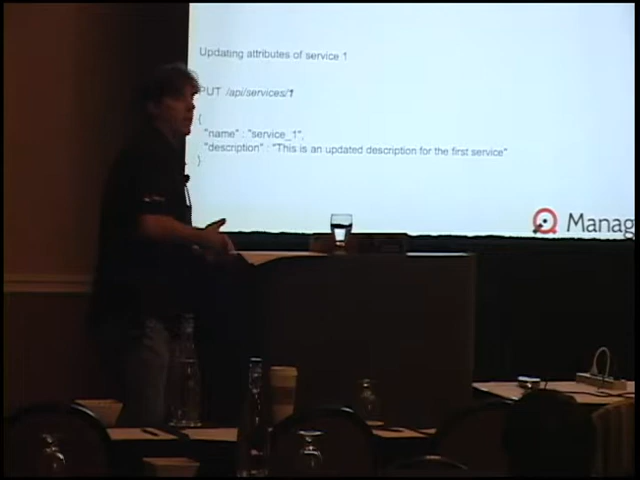 Updating attributes of service 1
PUT /api/services/1
{
"name" : "service_1",
"description" : "This is an updated description for the first service"
}
Manag